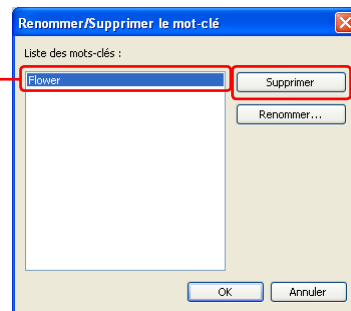 Renommer/Supprimer le mot-clé
Liste des mots-clés :
Flower
Supprimer
Renommer...
OK
Annuler